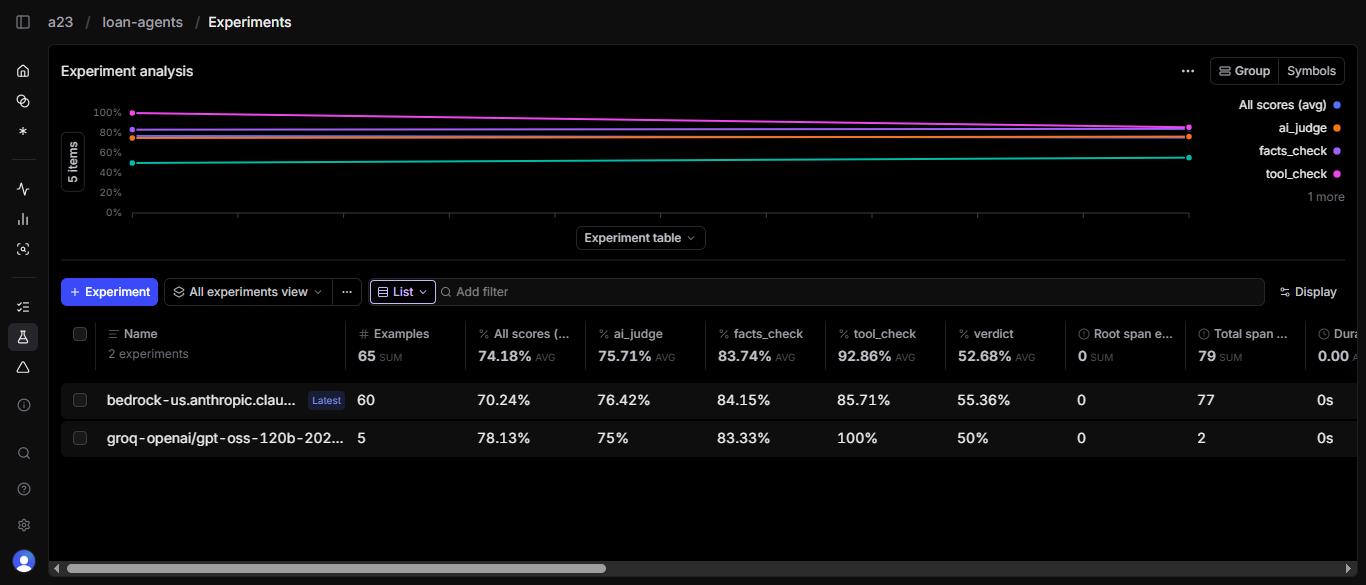 a23 / loan-agents / Experiments
Experiment analysis
Group Symbols
100%
80%
60%
40%
20%
0%
5 items
All scores (avg)
ai_judge
facts_check
tool_check
1 more
Experiment table
+ Experiment All experiments view ... List Add filter Display
Name Examples All scores (... ai_judge facts_check tool_check verdict Root span e... Total span ... Dura
2 experiments 65 SUM 74.18% AVG 75.71% AVG 83.74% AVG 92.86% AVG 52.68% AVG 0 SUM 79 SUM 0.00
bedrock-us.anthropic.clau... Latest 60 70.24% 76.42% 84.15% 85.71% 55.36% 0 77 0s
groq-openai/gpt-oss-120b-202... 5 78.13% 75% 83.33% 100% 50% 0 2 0s